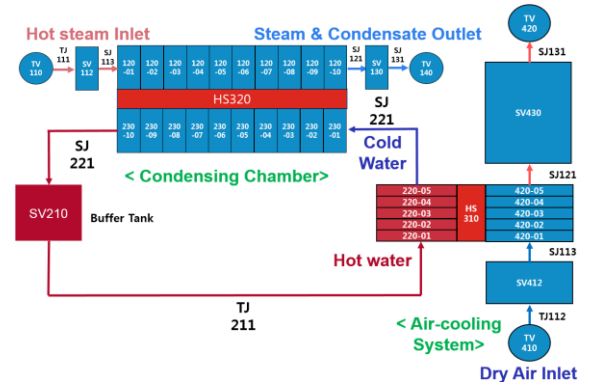 Hot steam Inlet
Steam & Condensate Outlet
TV
420
TV
110
TJ
111
SV
112
SJ
113
120
-01
120
-02
120
-03
120
-04
120
-05
120
-06
120
-07
120
-08
120
-09
120
-10
SJ
121
SV
130
SJ
131
TV
140
SJ131
HS320
SV430
230
-10
230
-09
230
-08
230
-07
230
-06
230
-05
230
-04
230
-03
230
-02
230
-01
SJ
221
SJ
221
Cold
Water
< Condensing Chamber>
SJ121
SV210
Buffer Tank
220-05
220-04
220-03
220-02
220-01
HS
310
420-05
420-04
420-03
420-02
420-01
Hot water
SJ113
SV412
TJ
211
TJ112
< Air-cooling
System>
TV
410
Dry Air Inlet